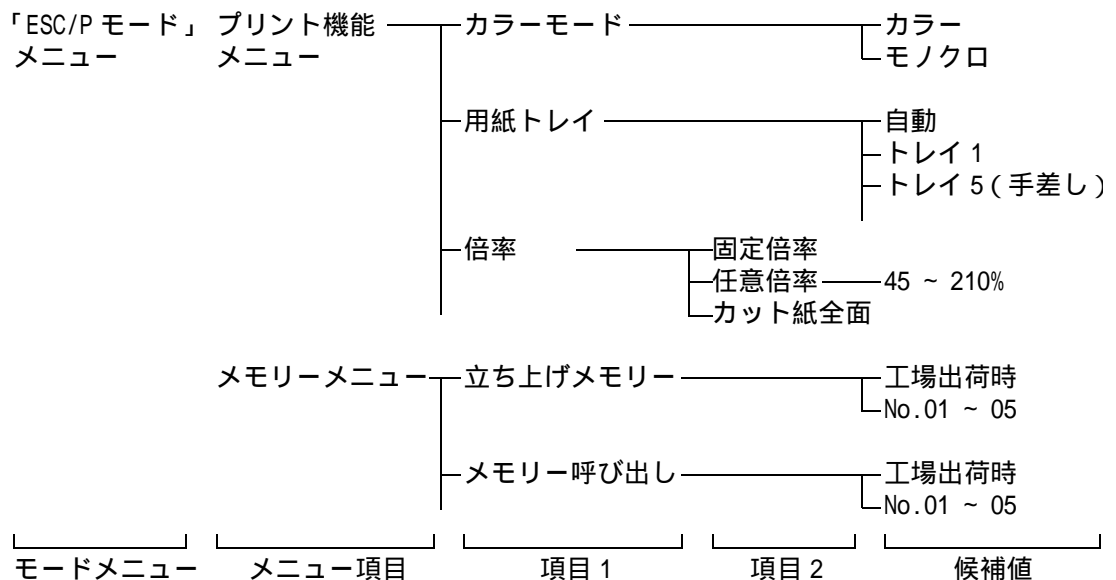 「ESC/P モード」 プリント機能 カラーモード カラー
メニュー メニュー モノクロ
用紙トレイ 自動
トレイ 1
トレイ 5(手差し)
倍率 固定倍率
任意倍率 45 ~ 210%
カット紙全面
メモリーメニュー 立ち上げメモリー 工場出荷時
No.01 ~ 05
メモリー呼び出し 工場出荷時
No.01 ~ 05
モードメニュー メニュー項目 項目 1 項目 2 候補値